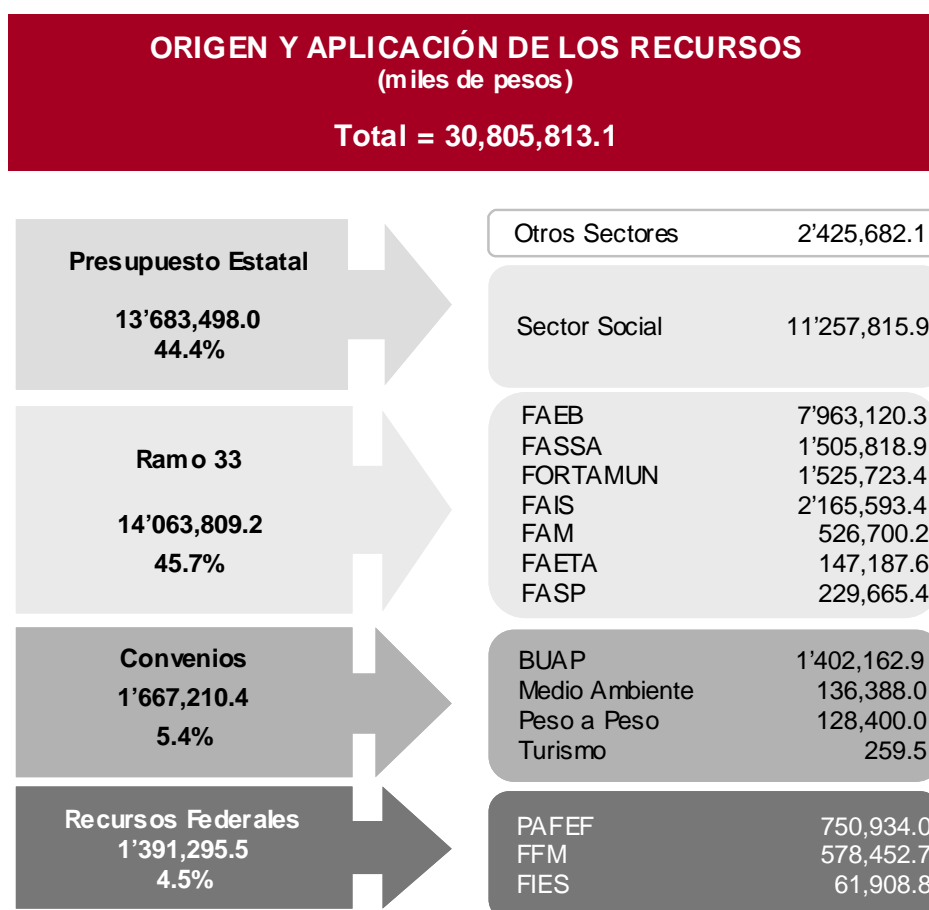 ORIGEN Y APLICACIÓN DE LOS RECURSOS
(miles de pesos)
Total = 30,805,813.1
Presupuesto Estatal
13’683,498.0
44.4%
Otros Sectores 2’425,682.1
Sector Social 11’257,815.9
Ramo 33
14’063,809.2
45.7%
FAEB 7’963,120.3
FASSA 1’505,818.9
FORTAMUN 1’525,723.4
FAIS 2’165,593.4
FAM 526,700.2
FAETA 147,187.6
FASP 229,665.4
Convenios
1’667,210.4
5.4%
BUAP 1’402,162.9
Medio Ambiente 136,388.0
Peso a Peso 128,400.0
Turismo 259.5
Recursos Federales
1’391,295.5
4.5%
PAFEF 750,934.0
FFM 578,452.7
FIES 61,908.8